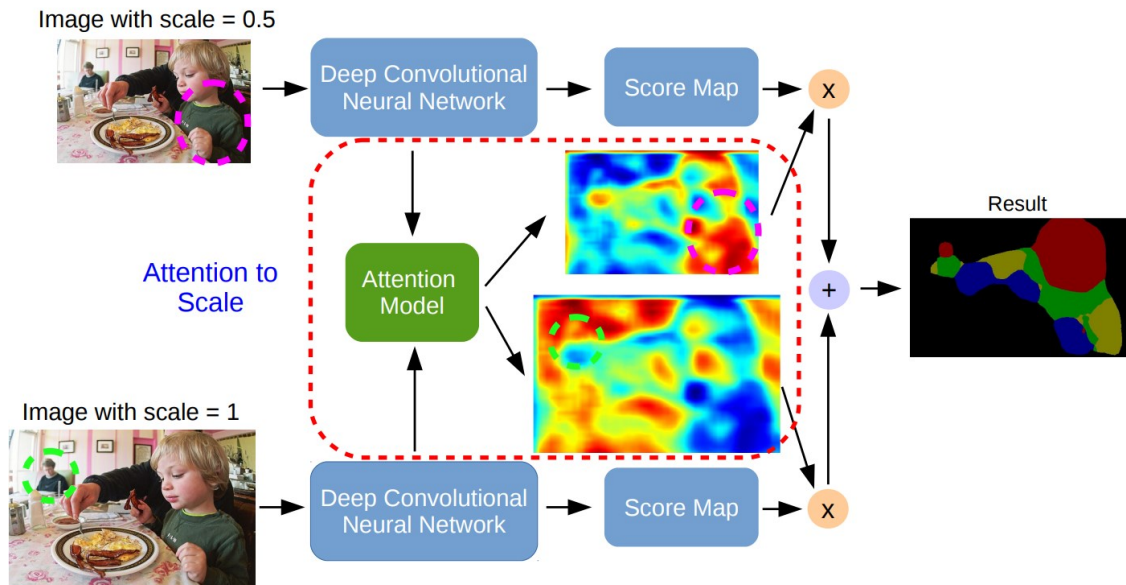 Image with scale = 0.5
Deep Convolutional
Neural Network
Score Map
x
Result
Attention to
Scale
Attention
Model
+
Image with scale = 1
Deep Convolutional
Neural Network
Score Map
x